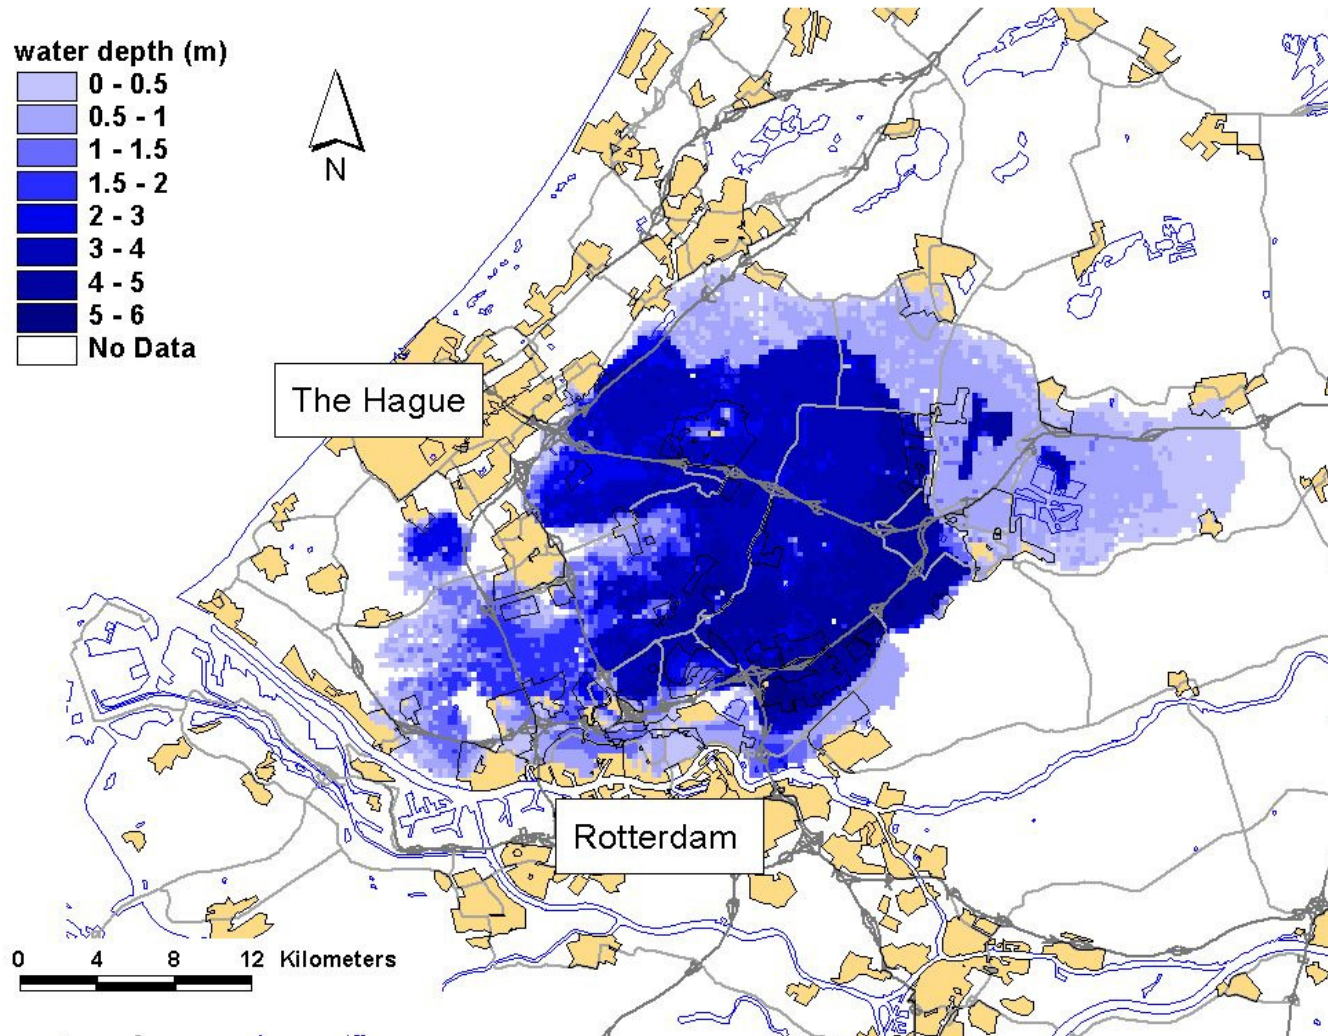 water depth (m)
0 - 0.5
0.5 - 1
1 - 1.5
1.5 - 2
2 - 3
3 - 4
4 - 5
5 - 6
No Data
N
The Hague
Rotterdam
0 4 8 12 Kilometers